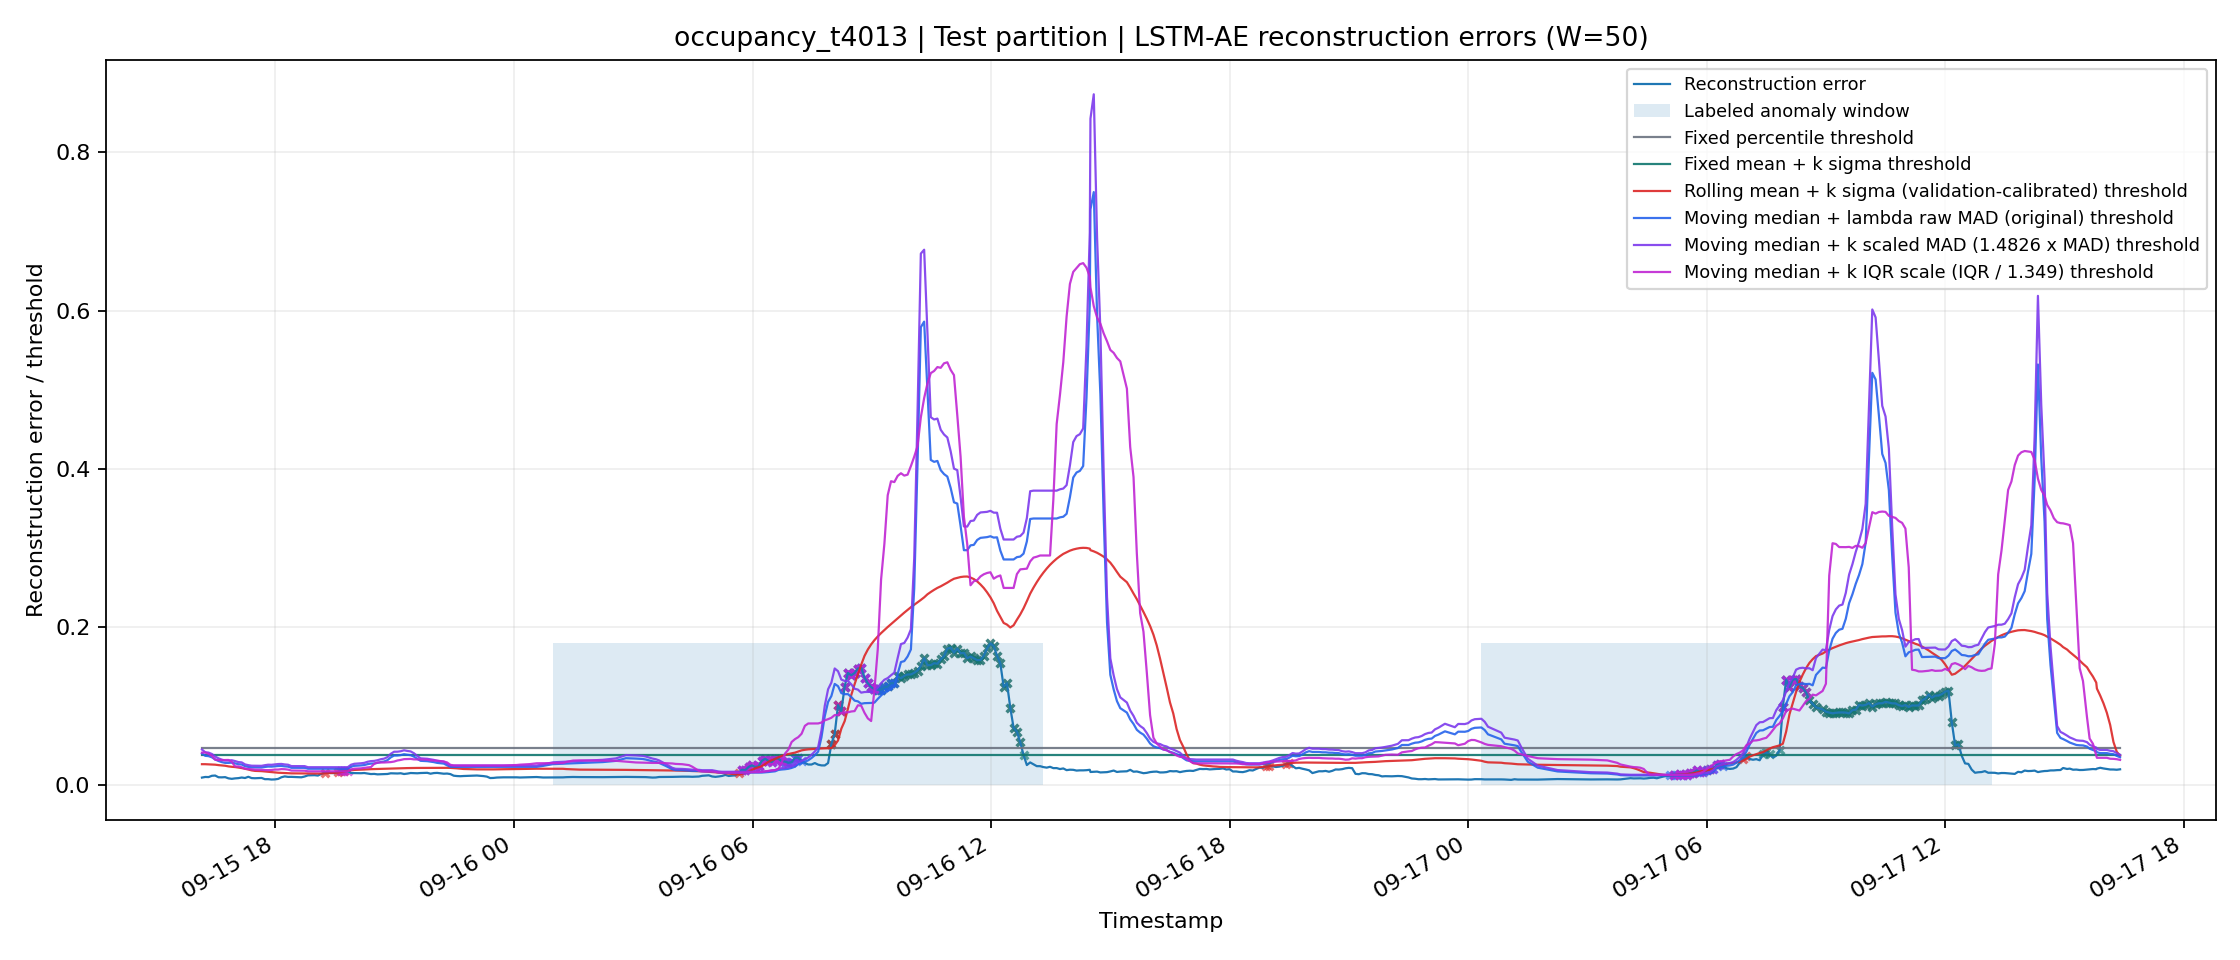 occupancy_t4013 | Test partition | LSTM-AE reconstruction errors (W=50)
Reconstruction error
Labeled anomaly window
Fixed percentile threshold
Fixed mean + k sigma threshold
Rolling mean + k sigma (validation-calibrated) threshold
Moving median + lambda raw MAD (original) threshold
Moving median + k scaled MAD (1.4826 x MAD) threshold
Moving median + k IQR scale (IQR / 1.349) threshold
Reconstruction error / threshold
0.8
0.6
0.4
0.2
0.0
09-15 18
09-16 00
09-16 06
09-16 12
09-16 18
09-17 00
09-17 06
09-17 12
09-17 18
Timestamp